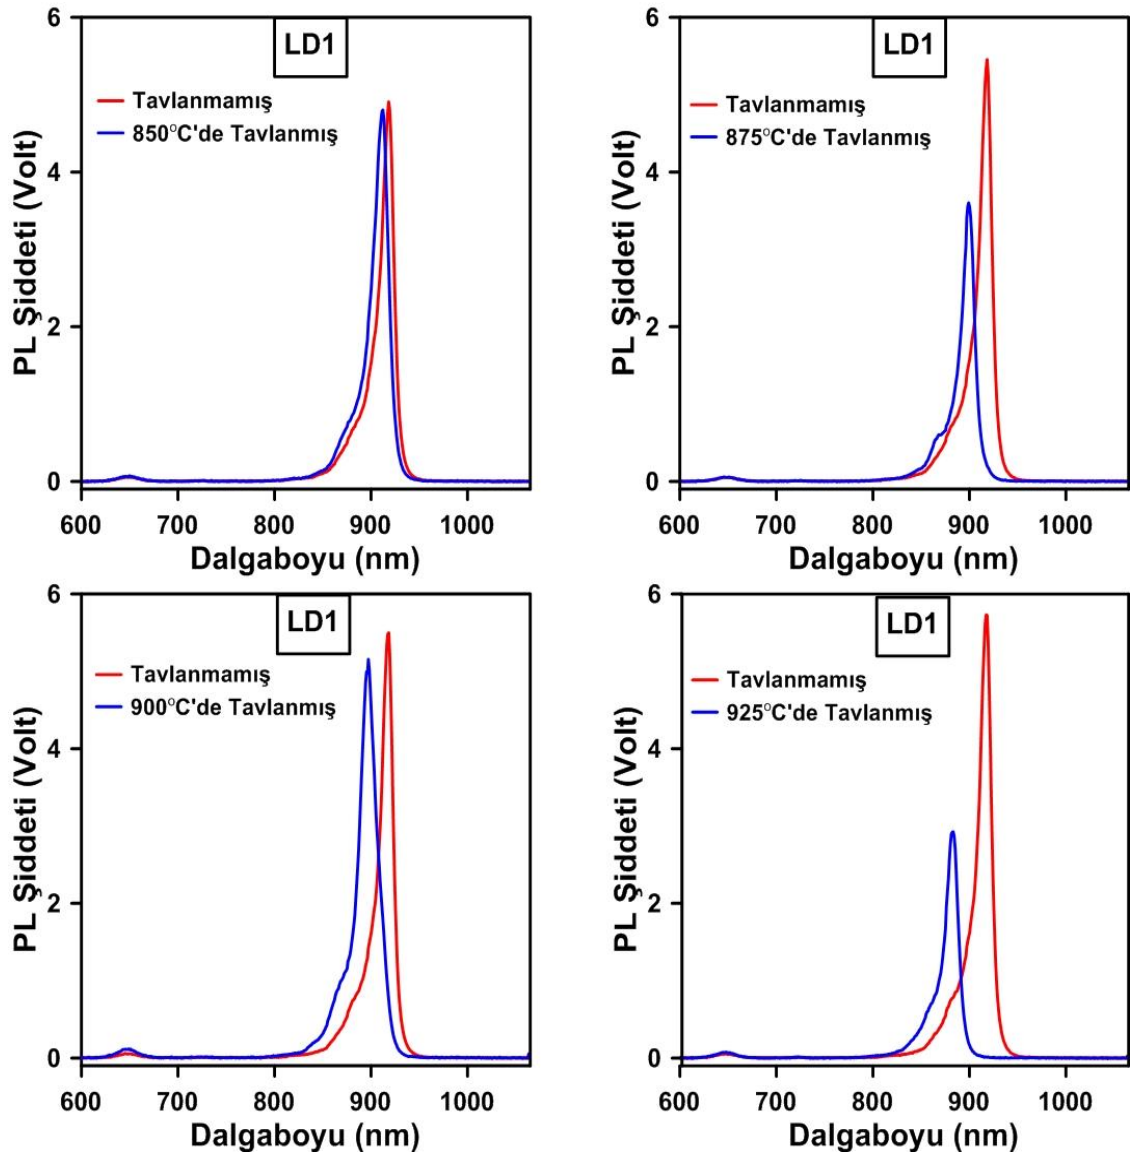 LD1
Tavlanmamış
850°C'de Tavlanmış
PL Şiddeti (Volt)
6
4
2
0
600 700 800 900 1000
Dalgaboyu (nm)
LD1
Tavlanmamış
875°C'de Tavlanmış
PL Şiddeti (Volt)
6
4
2
0
600 700 800 900 1000
Dalgaboyu (nm)
LD1
Tavlanmamış
900°C'de Tavlanmış
PL Şiddeti (Volt)
6
4
2
0
600 700 800 900 1000
Dalgaboyu (nm)
LD1
Tavlanmamış
925°C'de Tavlanmış
PL Şiddeti (Volt)
6
4
2
0
600 700 800 900 1000
Dalgaboyu (nm)